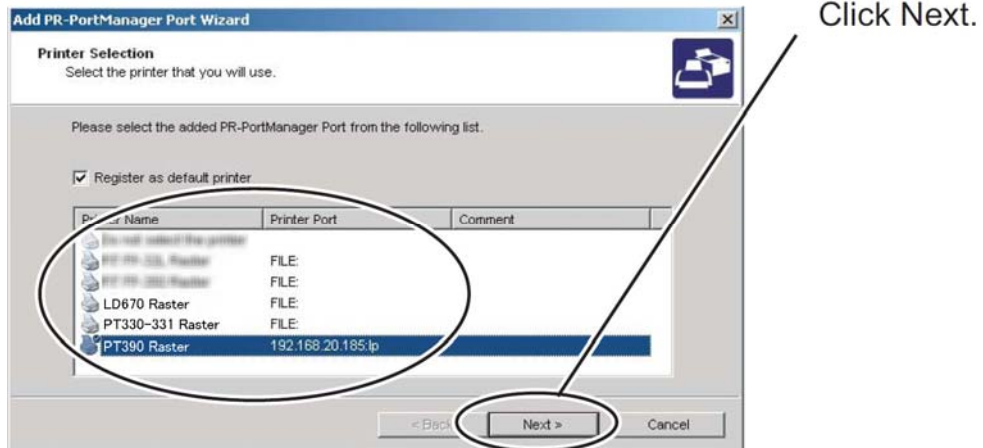 Click Next.
Add PR-PortManager Port Wizard
Printer Selection
Select the printer that you will use.
Please select the added PR-PortManager Port from the following list.
Register as default printer
Printer Name Printer Port Comment
FILE:
FILE:
LD670 Raster FILE:
PT330-331 Raster FILE:
PT390 Raster 192.168.20.185:lp
< Back Next > Cancel